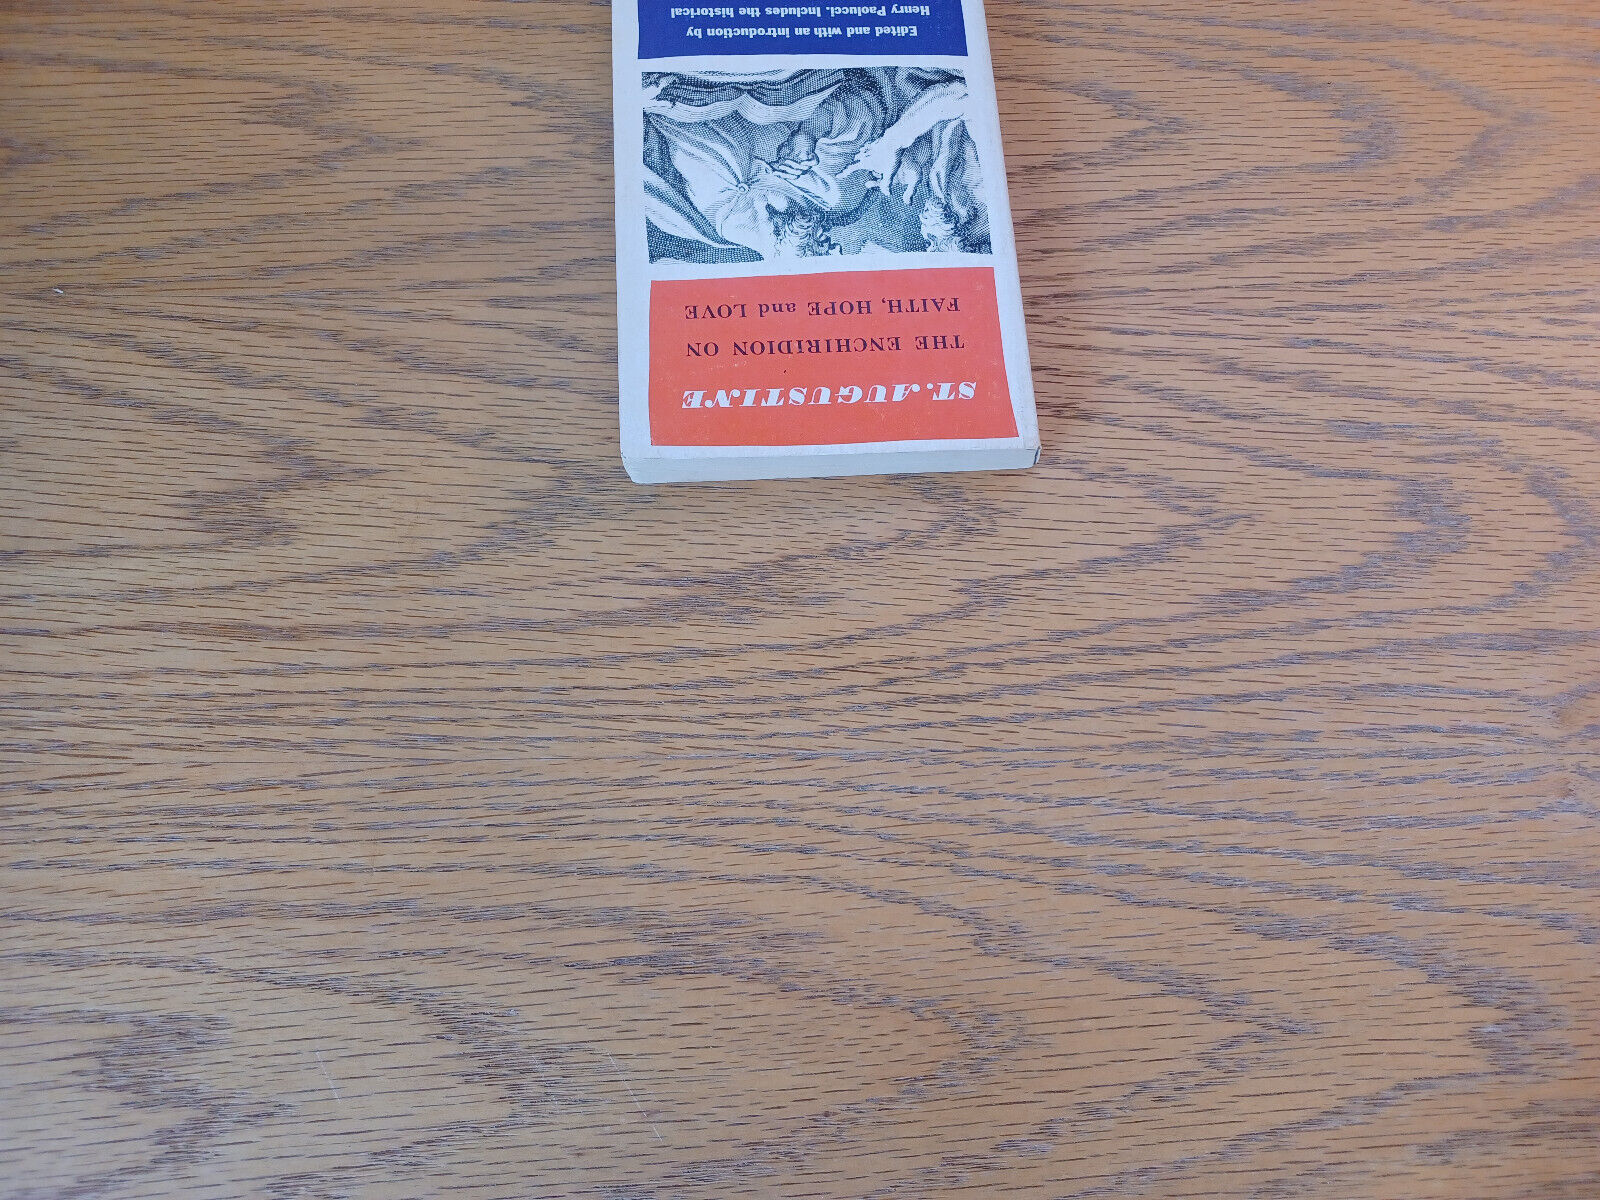 ST. AUGUSTINE
THE ENCHIRIDION ON
FAITH, HOPE and LOVE
Edited and with an introduction by
Henry Paolucci. Includes the historical